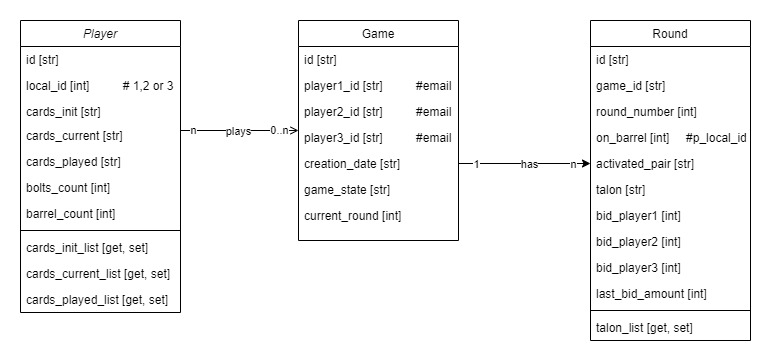 Player
id [str]
local_id [int] # 1,2 or 3
cards_init [str]
cards_current [str]
cards_played [str]
bolts_count [int]
barrel_count [int]
cards_init_list [get, set]
cards_current_list [get, set]
cards_played_list [get, set]
n plays 0..n
Game
id [str]
player1_id [str] #email
player2_id [str] #email
player3_id [str] #email
creation_date [str]
game_state [str]
current_round [int]
1 has n
Round
id [str]
game_id [str]
round_number [int]
on_barrel [int] #p_local_id
activated_pair [str]
talon [str]
bid_player1 [int]
bid_player2 [int]
bid_player3 [int]
last_bid_amount [int]
talon_list [get, set]